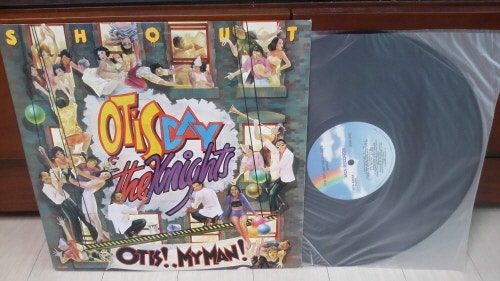 SHOUT
OTIS DAY
& the Knights
OTIS!.. MY MAN!